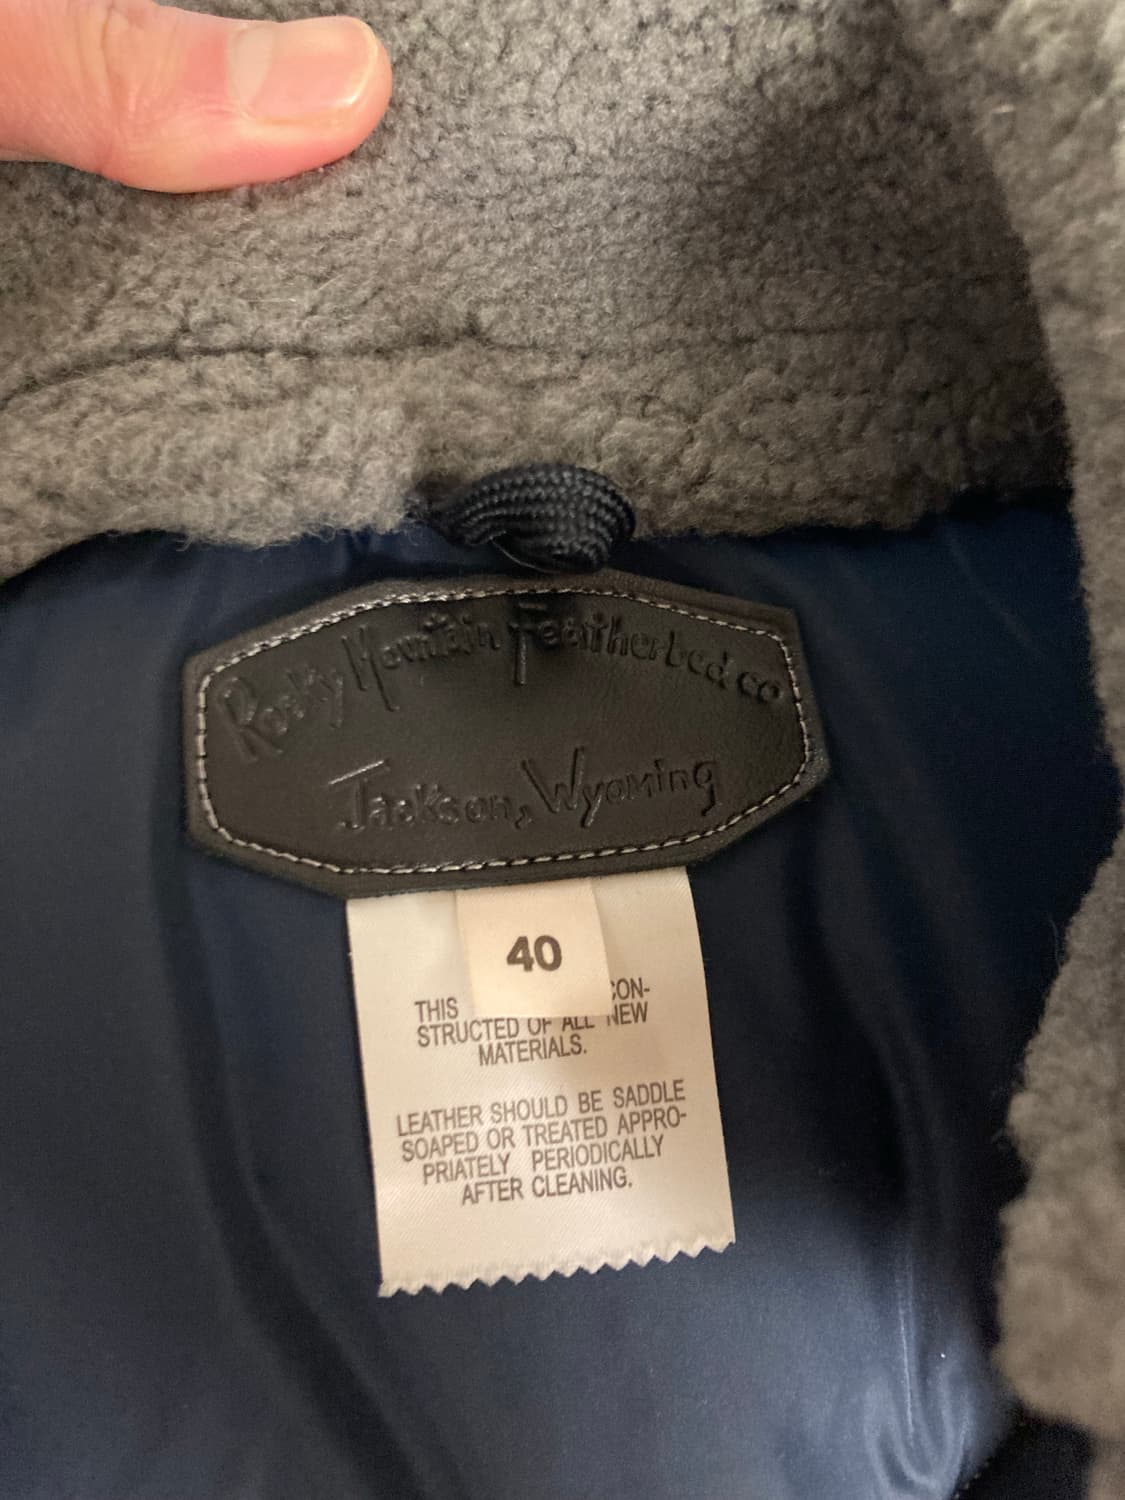 Rocky Mountain Featherbed co
Jackson, Wyoming
40
THIS CON-
STRUCTED OF ALL NEW
MATERIALS.
LEATHER SHOULD BE SADDLE
SOAPED OR TREATED APPRO-
PRIATELY PERIODICALLY
AFTER CLEANING.